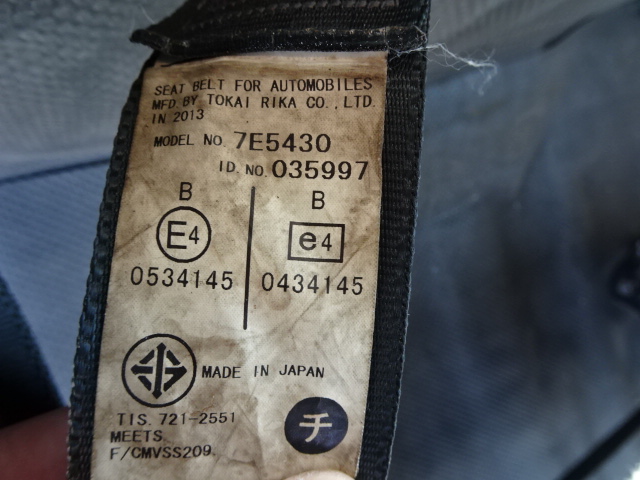 SEAT BELT FOR AUTOMOBILES
MFD. BY TOKAI RIKA CO., LTD.
IN 2013
MODEL NO. 7E5430
I D. NO. 035997
B
E4
0534145
B
e4
0434145
MADE IN JAPAN
TIS. 721-2551
MEETS
F/CMVSS209.
チ